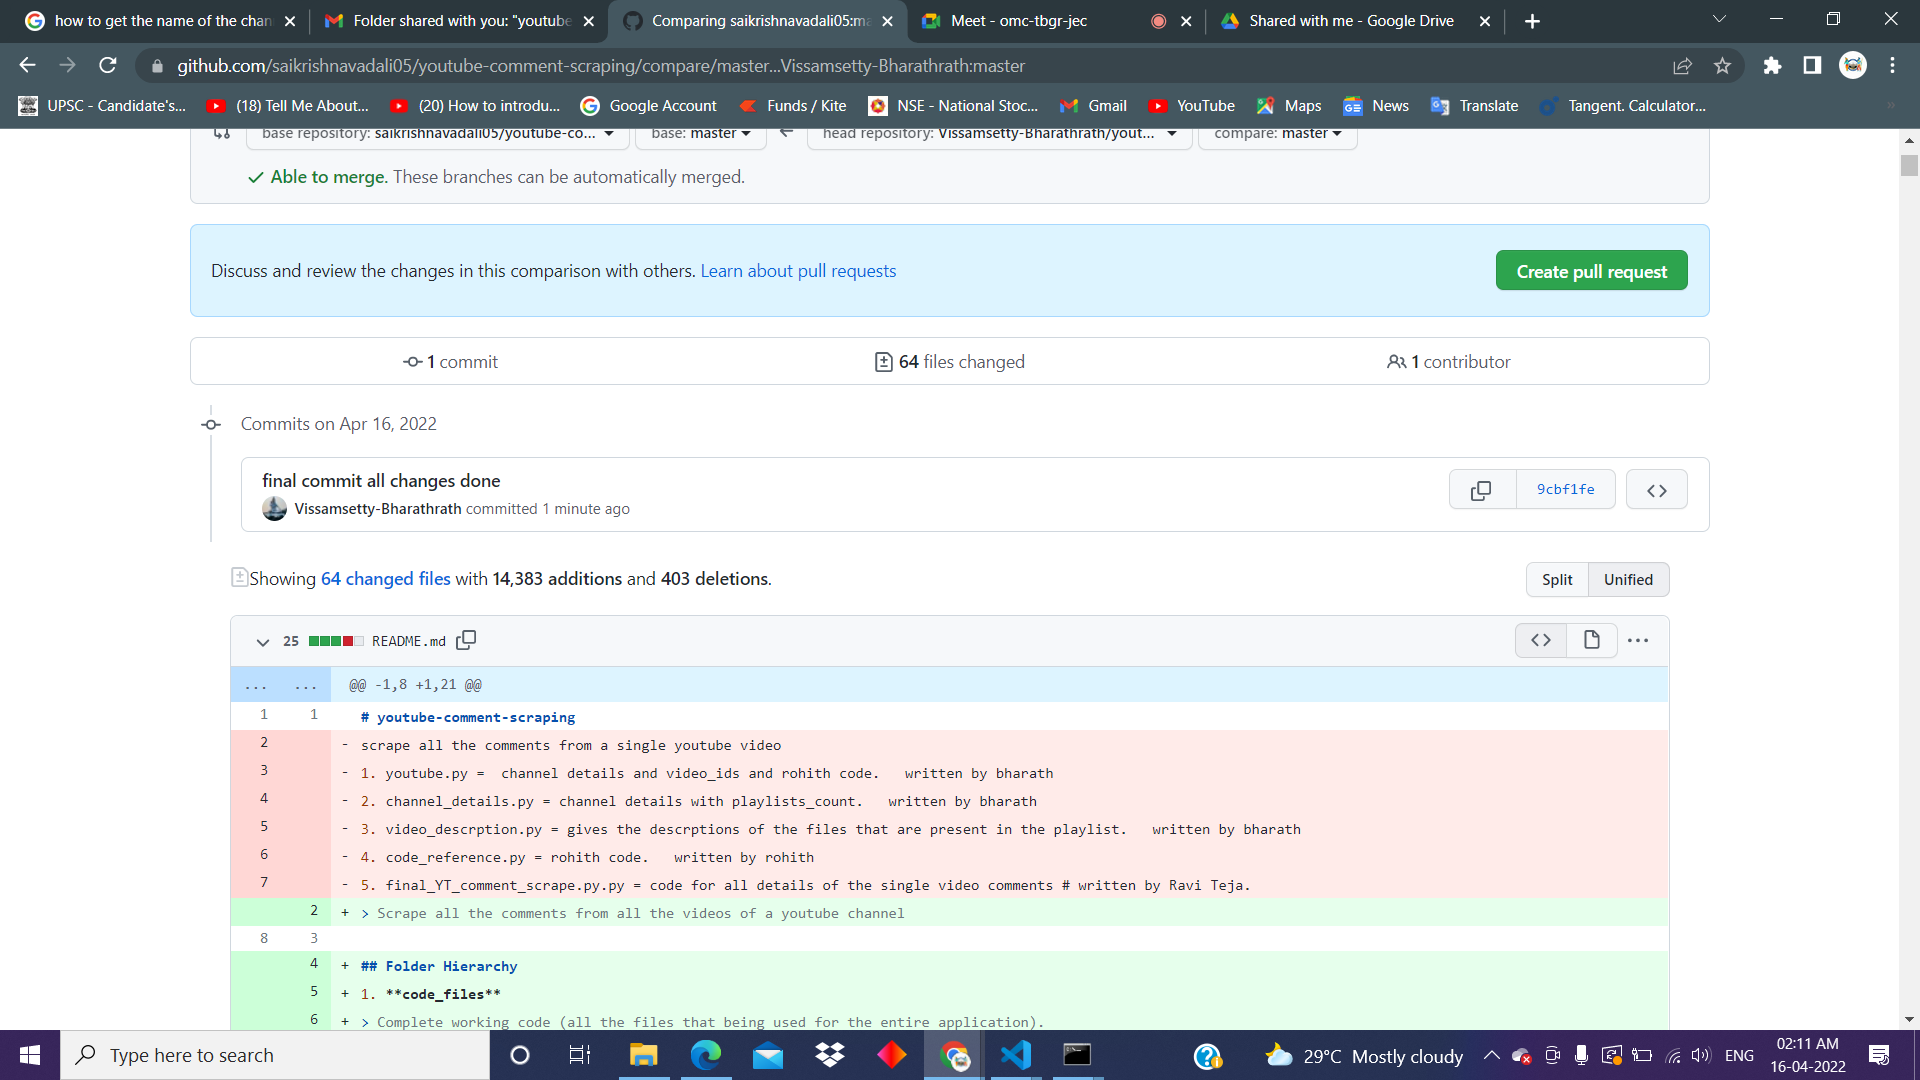 how to get the name of the chan
Folder shared with you: "youtube
Comparing saikrishnavadali05:ma
Meet - omc-tbgr-jec
Shared with me - Google Drive
github.com/saikrishnavadali05/youtube-comment-scraping/compare/master...Vissamsetty-Bharathrath:master
UPSC - Candidate's...
(18) Tell Me About...
(20) How to introdu...
Google Account
Funds / Kite
NSE - National Stoc...
Gmail
YouTube
Maps
News
Translate
Tangent. Calculator...
base repository: saikrishnavadali05/youtube-co...
base: master
head repository: Vissamsetty-Bharathrath/yout...
compare: master
Able to merge. These branches can be automatically merged.
Discuss and review the changes in this comparison with others. Learn about pull requests
Create pull request
1 commit
64 files changed
1 contributor
Commits on Apr 16, 2022
final commit all changes done
Vissamsetty-Bharathrath committed 1 minute ago
9cbf1fe
Showing 64 changed files with 14,383 additions and 403 deletions.
Split
Unified
25 README.md
... ... @@ -1,8 +1,21 @@
1 1 # youtube-comment-scraping
2 - scrape all the comments from a single youtube video
3 - 1. youtube.py =  channel details and video_ids and rohith code.   written by bharath
4 - 2. channel_details.py = channel details with playlists_count.   written by bharath
5 - 3. video_descrption.py = gives the descrptions of the files that are present in the playlist.   written by bharath
6 - 4. code_reference.py = rohith code.   written by rohith
7 - 5. final_YT_comment_scrape.py.py = code for all details of the single video comments # written by Ravi Teja.
2 + > Scrape all the comments from all the videos of a youtube channel
8 3
4 + ## Folder Hierarchy
5 + 1. **code_files**
6 + > Complete working code (all the files that being used for the entire application).
Type here to search
29°C Mostly cloudy
ENG
02:11 AM
16-04-2022